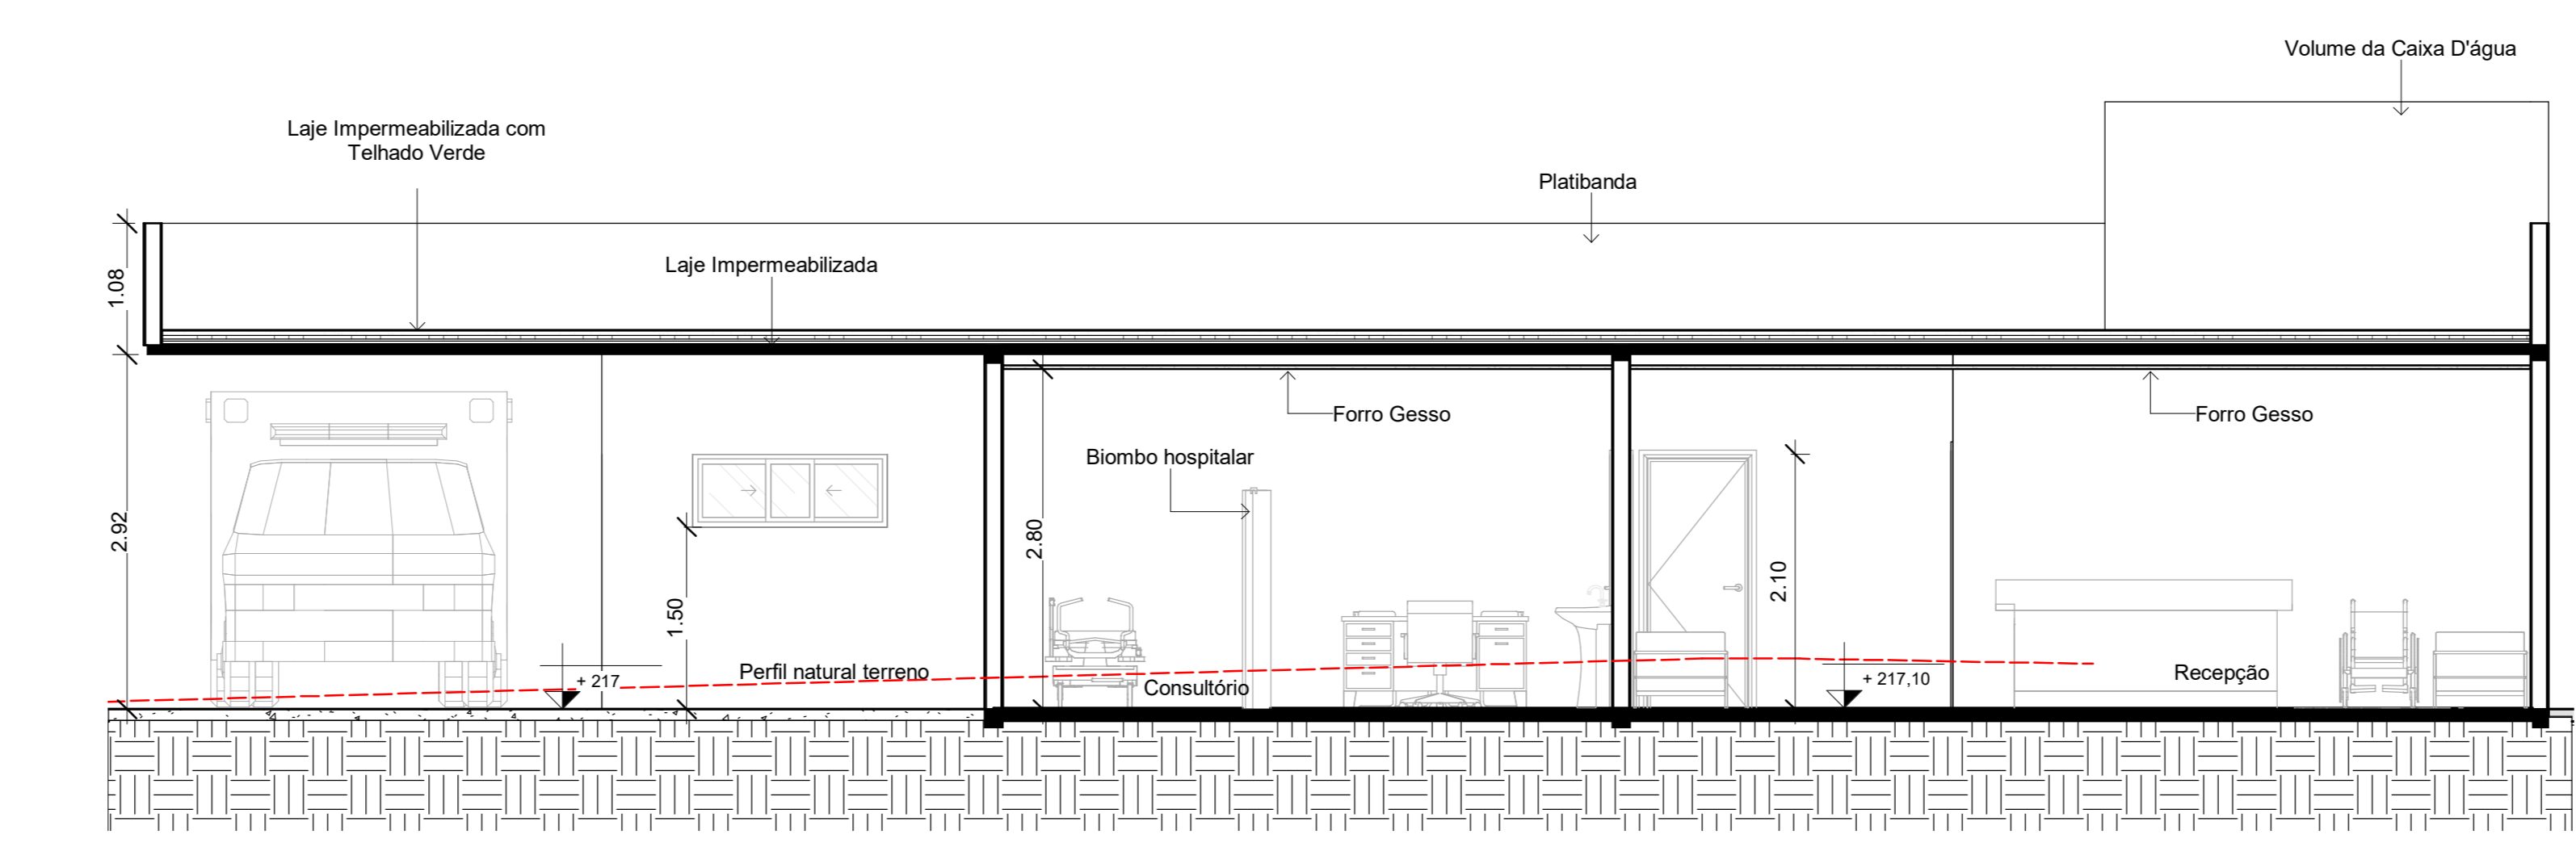 Volume da Caixa D'água
Laje Impermeabilizada com
Telhado Verde
Platibanda
Laje Impermeabilizada
1.08
Forro Gesso
Forro Gesso
Biombo hospitalar
2.92
2.80
2.10
1.50
Perfil natural terreno
+ 217
Consultório
+ 217,10
Recepção